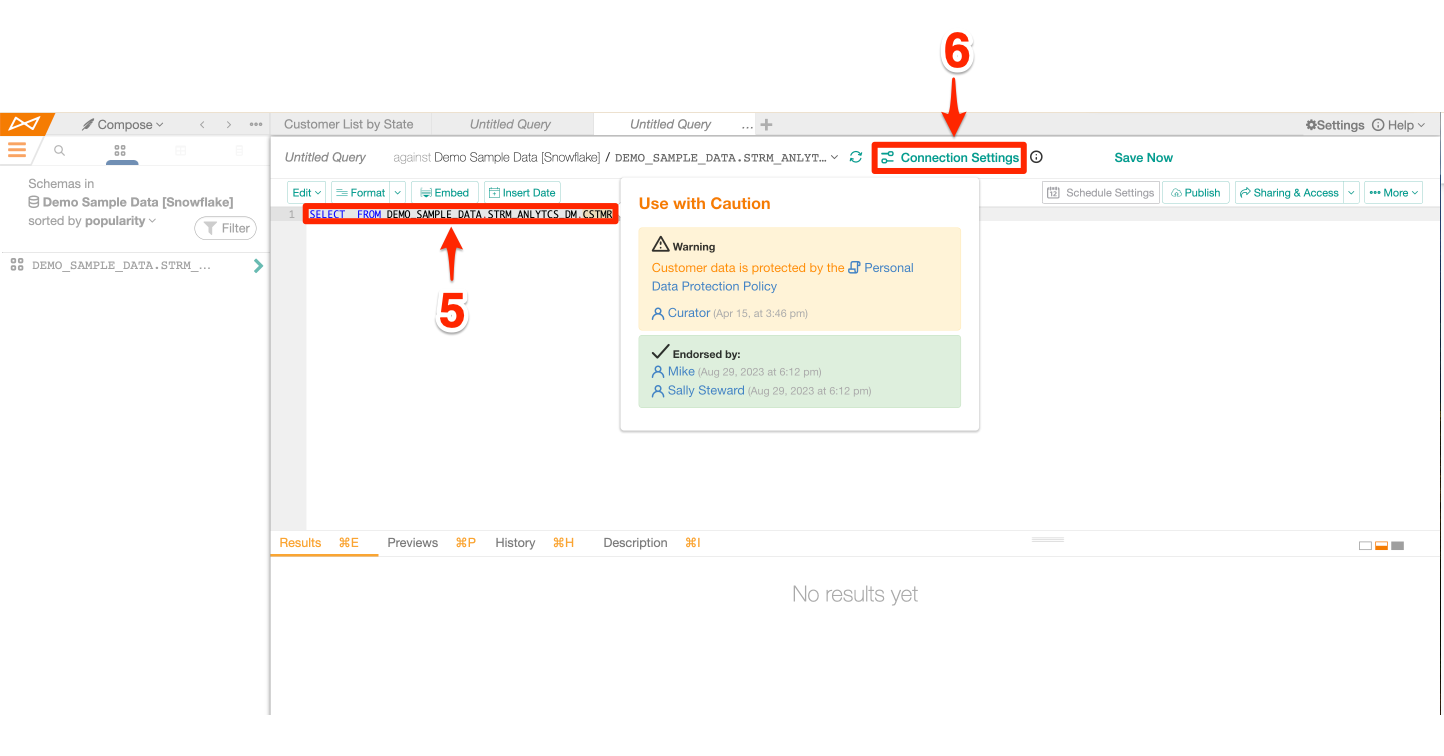 6
Compose
Customer List by State
Untitled Query
Untitled Query
...
Settings
Help
Untitled Query against Demo Sample Data [Snowflake] / DEMO_SAMPLE_DATA.STRM_ANLYT...
Connection Settings
Save Now
Schemas in
Demo Sample Data [Snowflake]
sorted by popularity
Filter
DEMO_SAMPLE_DATA.STRM_...
Edit
Format
Embed
Insert Date
12 Schedule Settings
Publish
Sharing & Access
More
1 SELECT FROM DEMO_SAMPLE_DATA.STRM_ANLYTCS_DM.CSTMR
5
Use with Caution
Warning
Customer data is protected by the Personal
Data Protection Policy
Curator (Apr 15, at 3:46 pm)
Endorsed by:
Mike (Aug 29, 2023 at 6:12 pm)
Sally Steward (Aug 29, 2023 at 6:12 pm)
Results ⌘E
Previews ⌘P
History ⌘H
Description ⌘I
No results yet